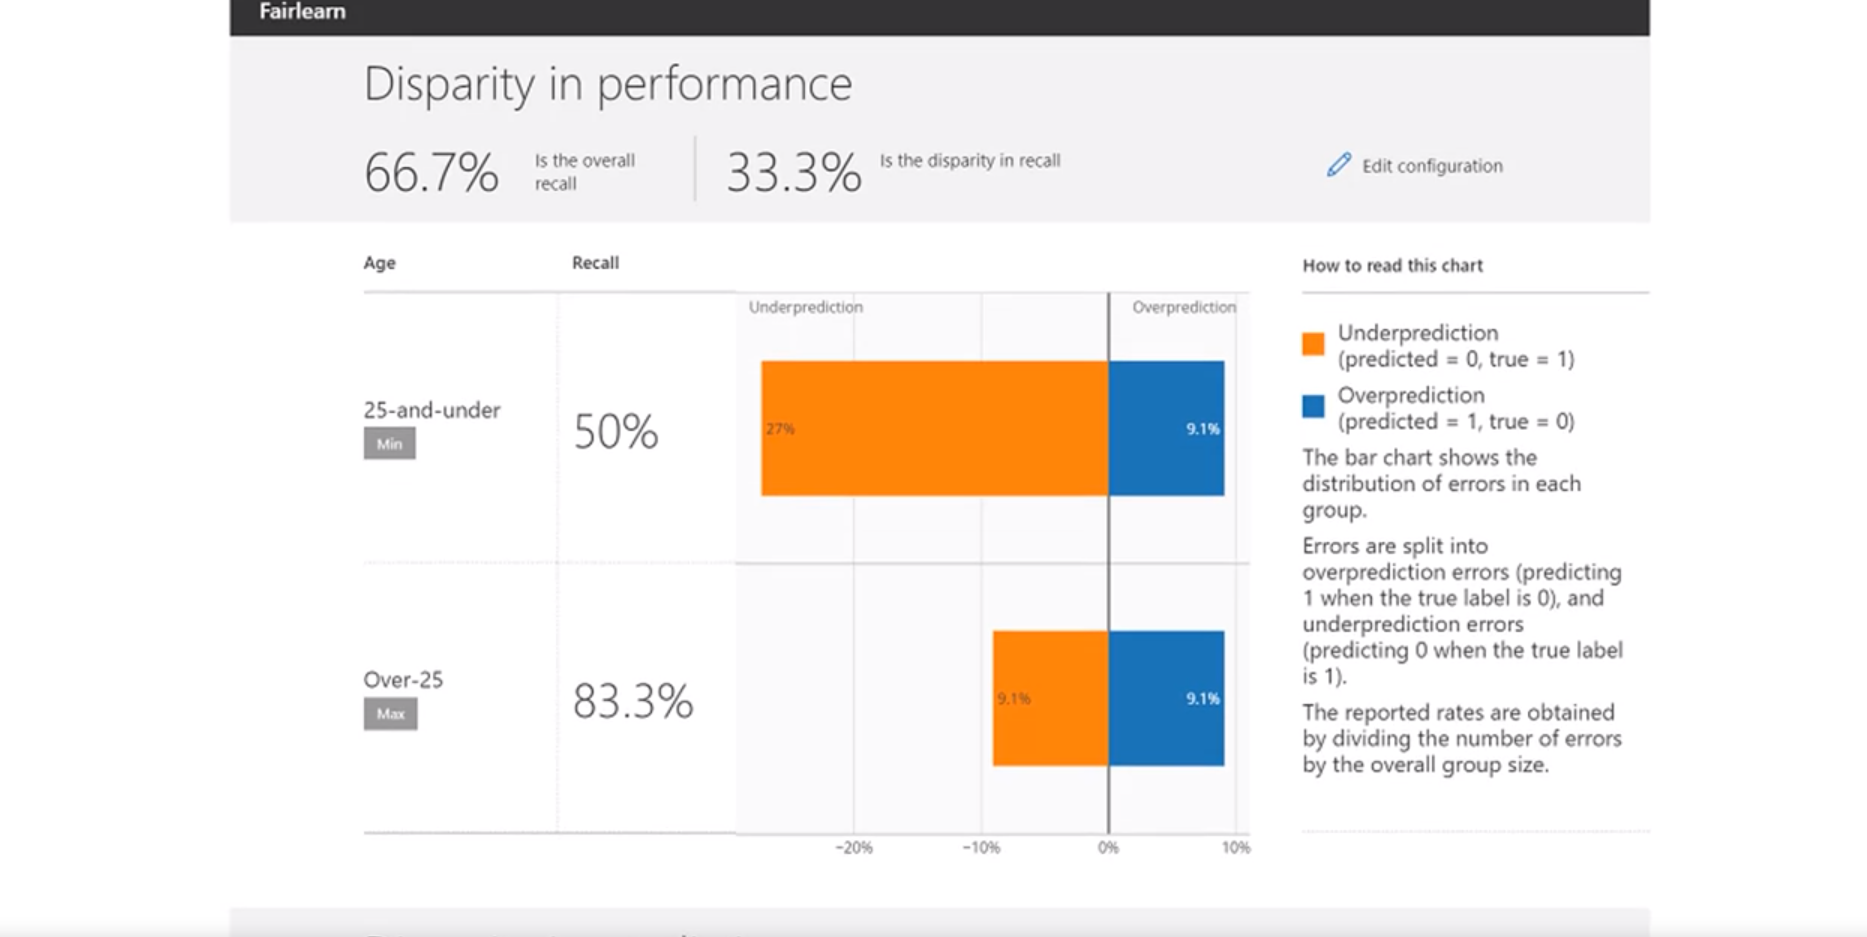 Fairlearn
Disparity in performance
66.7%
Is the overall
recall
33.3%
Is the disparity in recall
Edit configuration
Age
Recall
Underprediction
Overprediction
25-and-under
Min
50%
27%
9.1%
Over-25
Max
83.3%
9.1%
9.1%
−20%
−10%
0%
10%
How to read this chart
Underprediction
(predicted = 0, true = 1)
Overprediction
(predicted = 1, true = 0)
The bar chart shows the
distribution of errors in each
group.
Errors are split into
overprediction errors (predicting
1 when the true label is 0), and
underprediction errors
(predicting 0 when the true label
is 1).
The reported rates are obtained
by dividing the number of errors
by the overall group size.